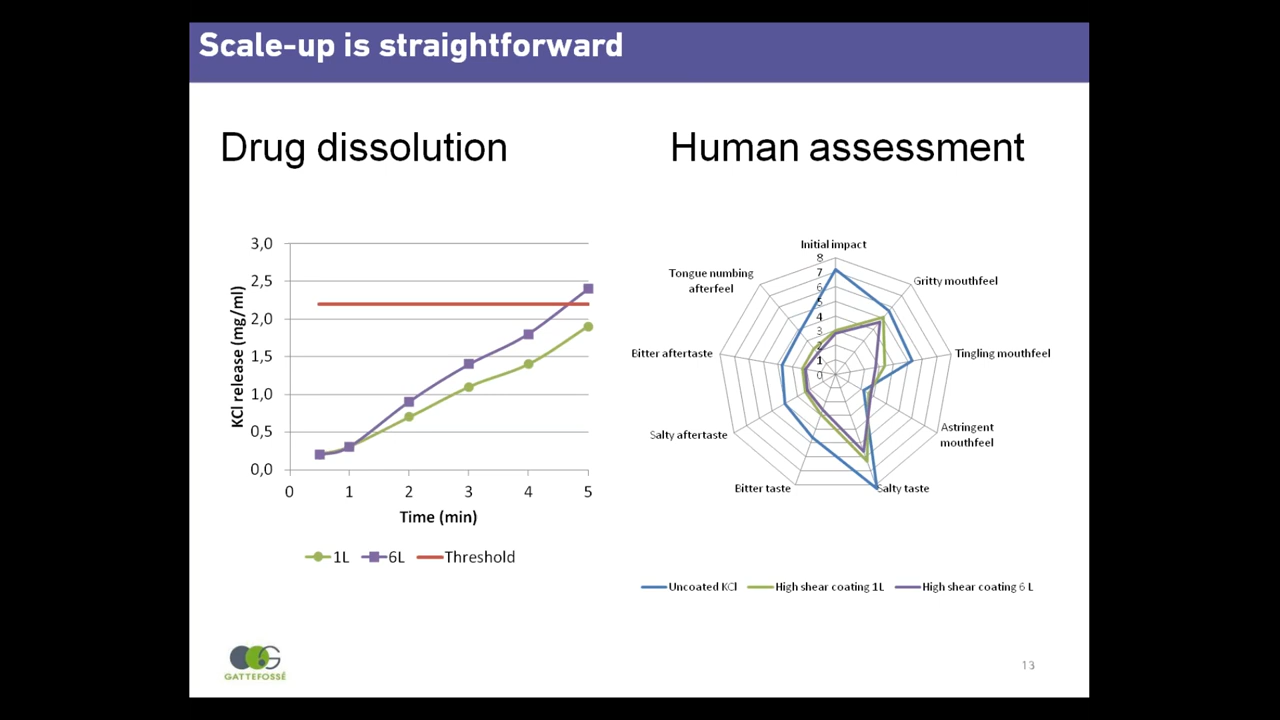 Scale-up is straightforward
Drug dissolution
Human assessment
3,0
2,5
2,0
1,5
1,0
0,5
0,0
KCl release (mg/ml)
0 1 2 3 4 5
Time (min)
1L 6L Threshold
Initial impact
Gritty mouthfeel
Tingling mouthfeel
Astringent
mouthfeel
Salty taste
Bitter taste
Salty aftertaste
Bitter aftertaste
Tongue numbing
afterfeel
8
7
6
5
4
3
2
1
0
Uncoated KCl High shear coating 1L High shear coating 6 L
GATTEFOSSÉ
13